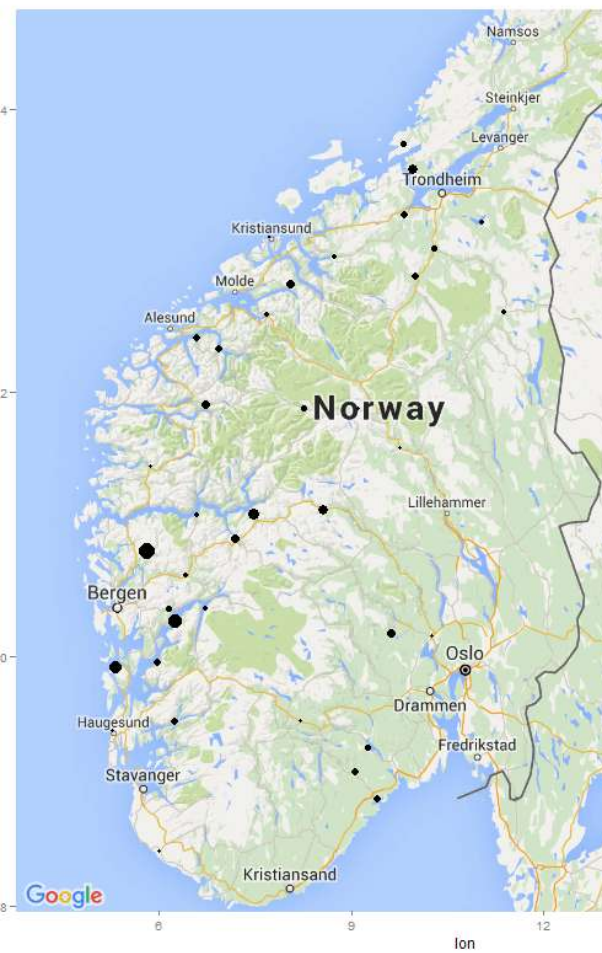 Namsos
4
Steinkjer
Levanger
Trondheim
Kristiansund
Molde
Alesund
2
Norway
Lillehammer
Bergen
0
Oslo
Drammen
Haugesund
Fredrikstad
Stavanger
Kristiansand
Google
8
6 9 12
lon